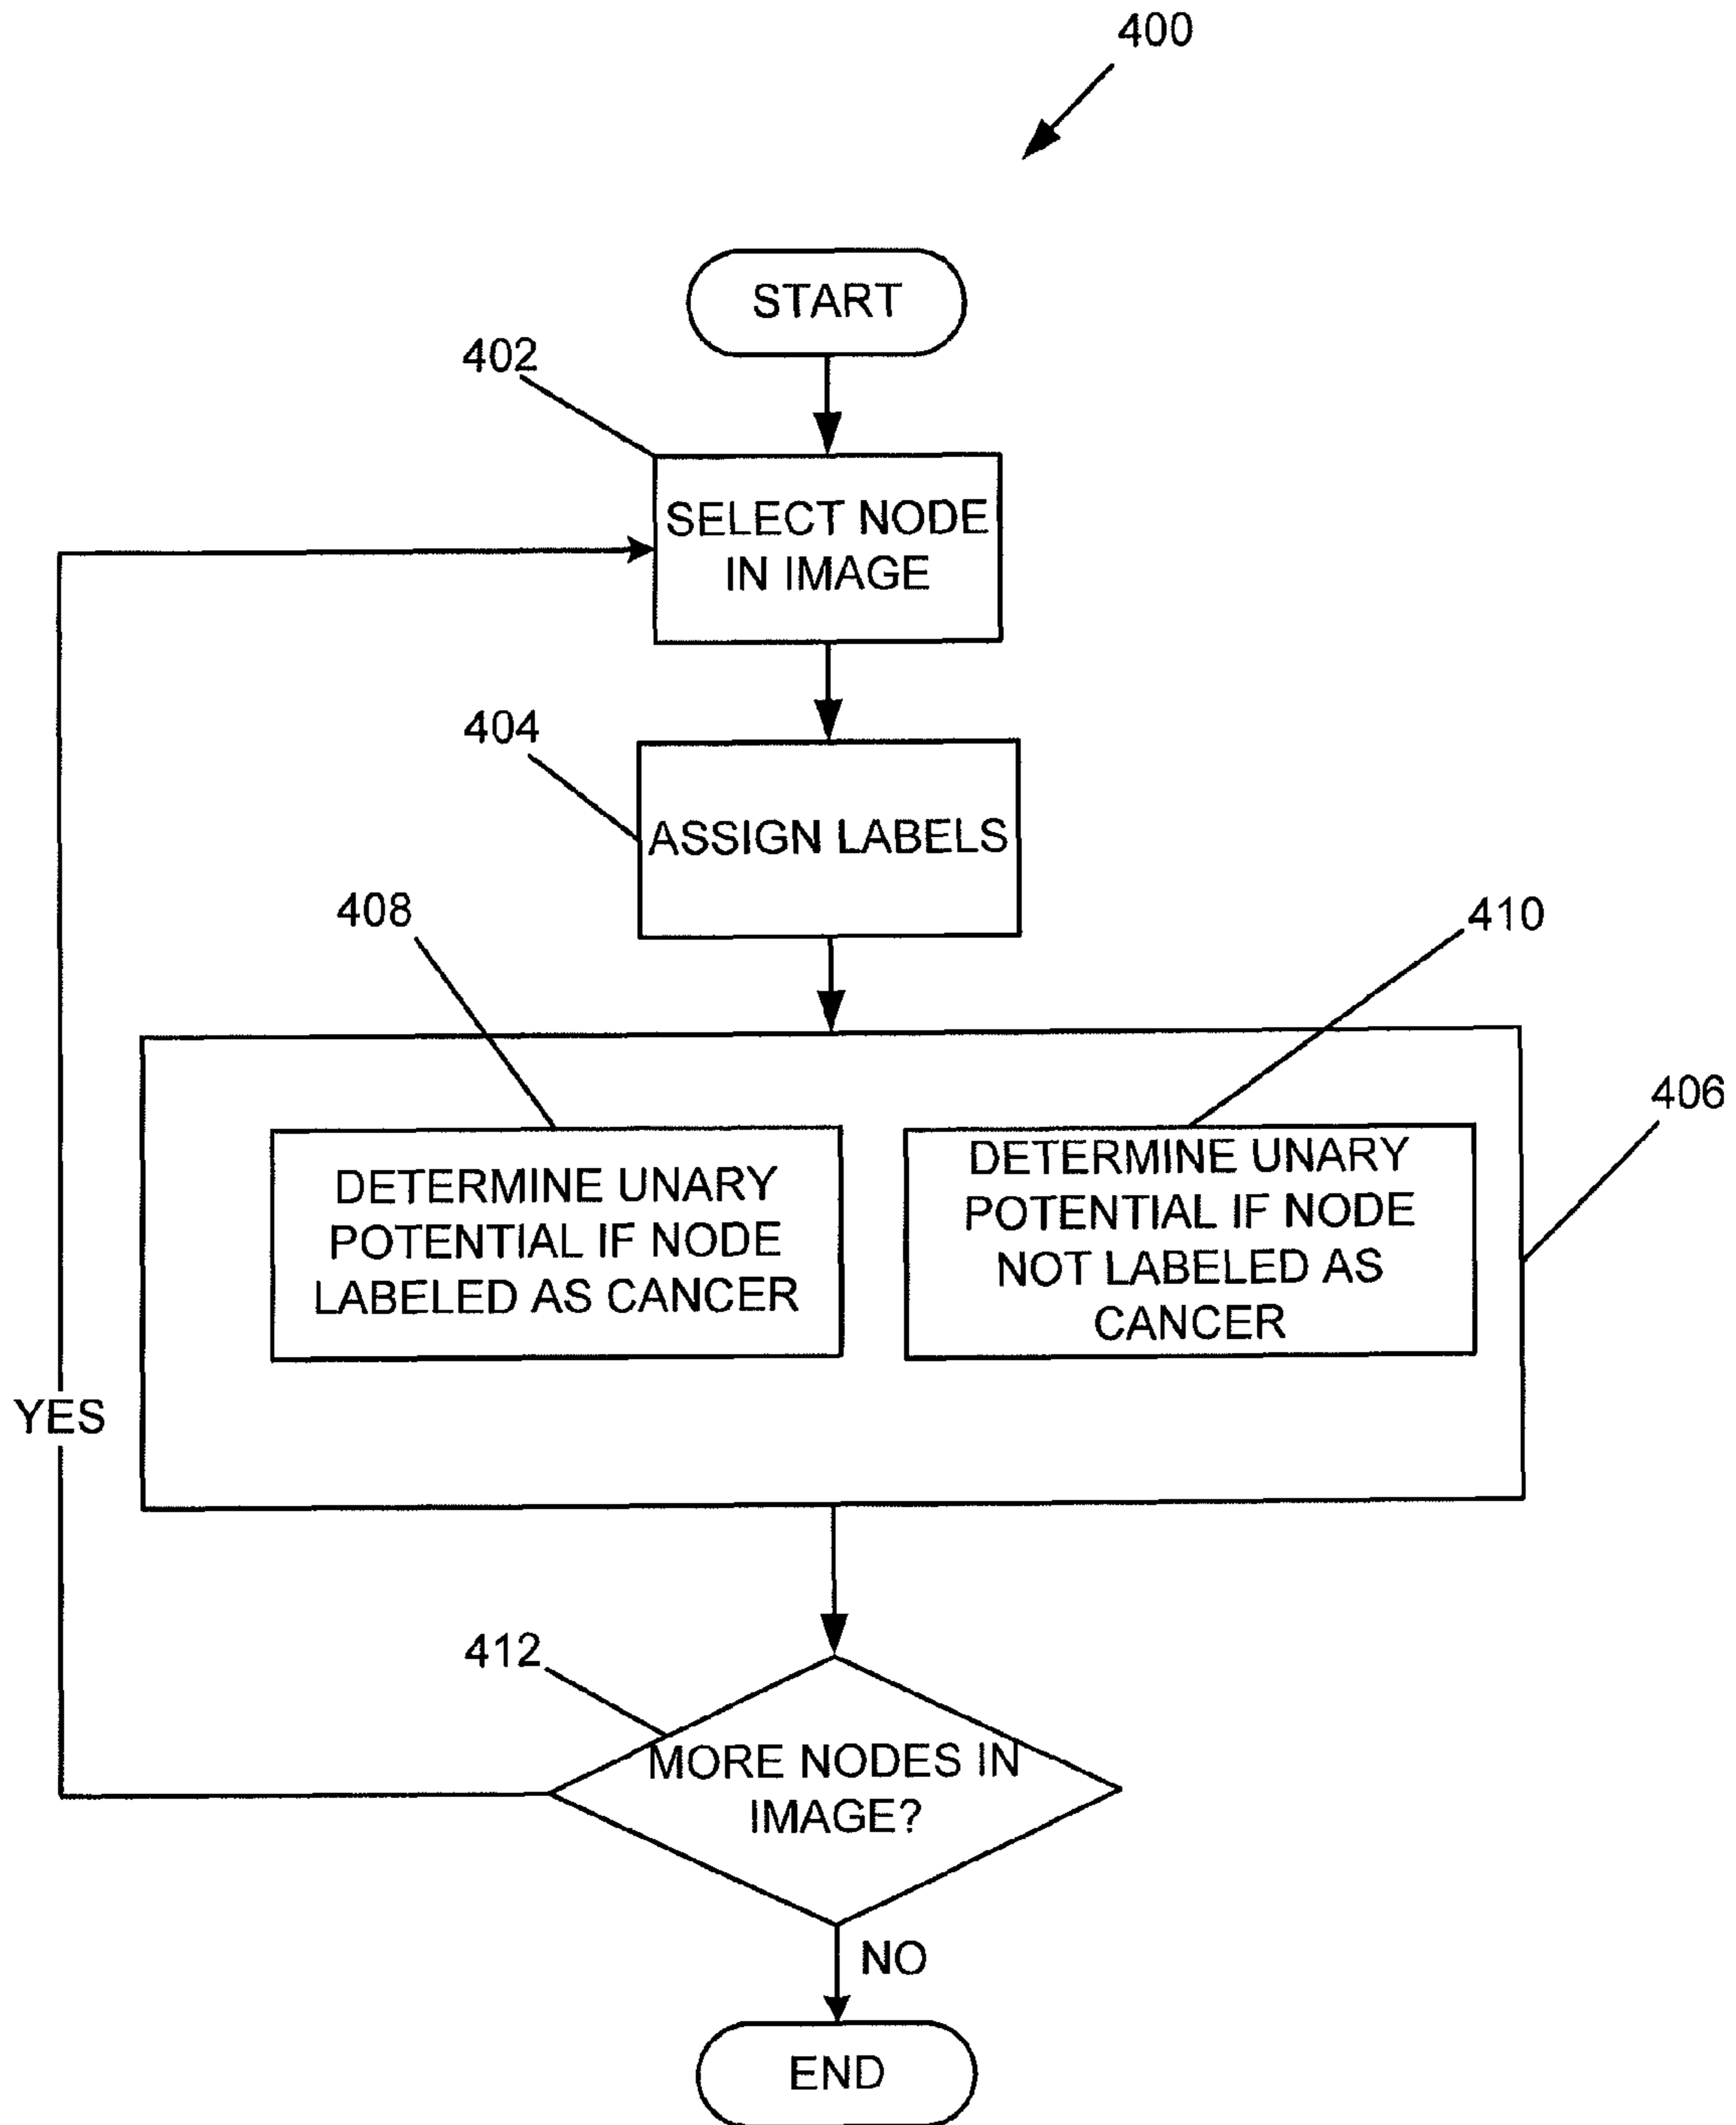 400
START
402
SELECT NODE
IN IMAGE
404
ASSIGN LABELS
408
410
406
DETERMINE UNARY
POTENTIAL IF NODE
LABELED AS CANCER
DETERMINE UNARY
POTENTIAL IF NODE
NOT LABELED AS
CANCER
YES
412
MORE NODES IN
IMAGE?
NO
END